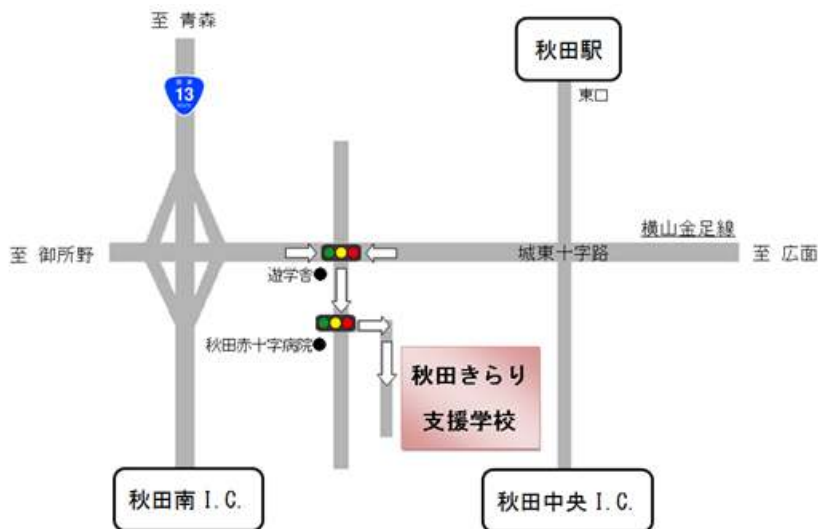 至 青森
秋田駅
13
東口
横山金足線
至 御所野
城東十字路
至 広面
遊学舎
秋田赤十字病院
秋田きらり
支援学校
秋田南 I.C.
秋田中央 I.C.